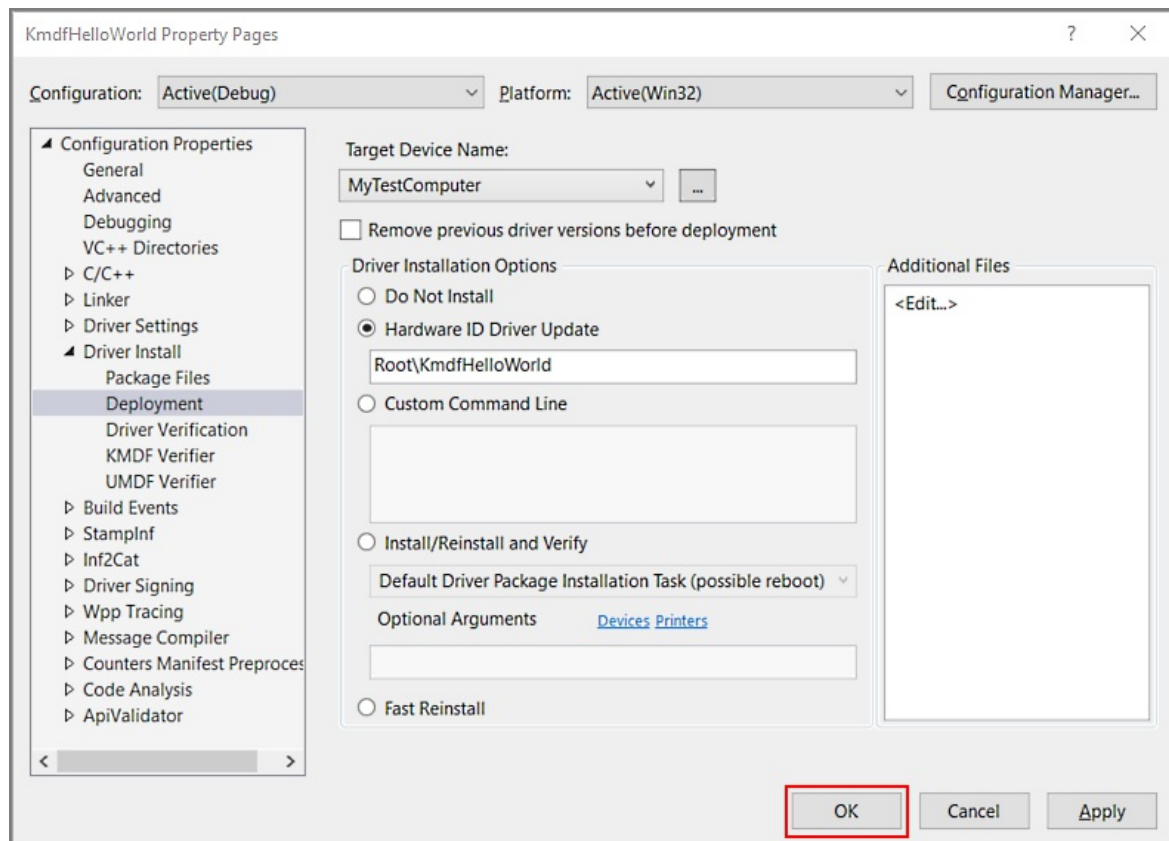 KmdfHelloWorld Property Pages
Configuration: Active(Debug) Platform: Active(Win32) Configuration Manager...
Configuration Properties
General
Advanced
Debugging
VC++ Directories
C/C++
Linker
Driver Settings
Driver Install
Package Files
Deployment
Driver Verification
KMDF Verifier
UMDF Verifier
Build Events
StampInf
Inf2Cat
Driver Signing
Wpp Tracing
Message Compiler
Counters Manifest Preproces
Code Analysis
ApiValidator
Target Device Name:
MyTestComputer ...
Remove previous driver versions before deployment
Driver Installation Options
Do Not Install
Hardware ID Driver Update
Root\KmdfHelloWorld
Custom Command Line
Install/Reinstall and Verify
Default Driver Package Installation Task (possible reboot)
Optional Arguments Devices Printers
Fast Reinstall
Additional Files
<Edit...>
OK Cancel Apply